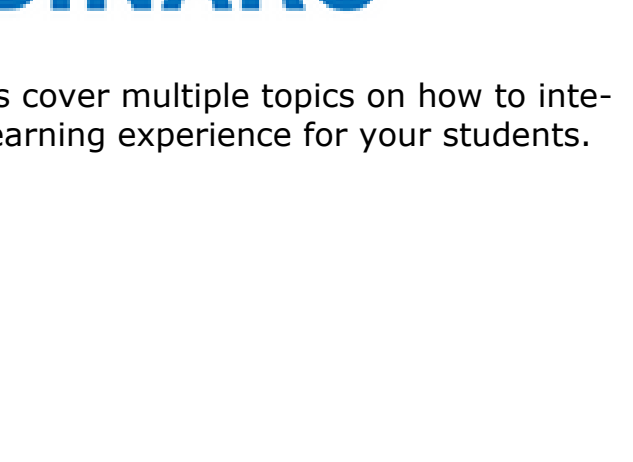 s cover multiple topics on how to inte-
earning experience for your students.